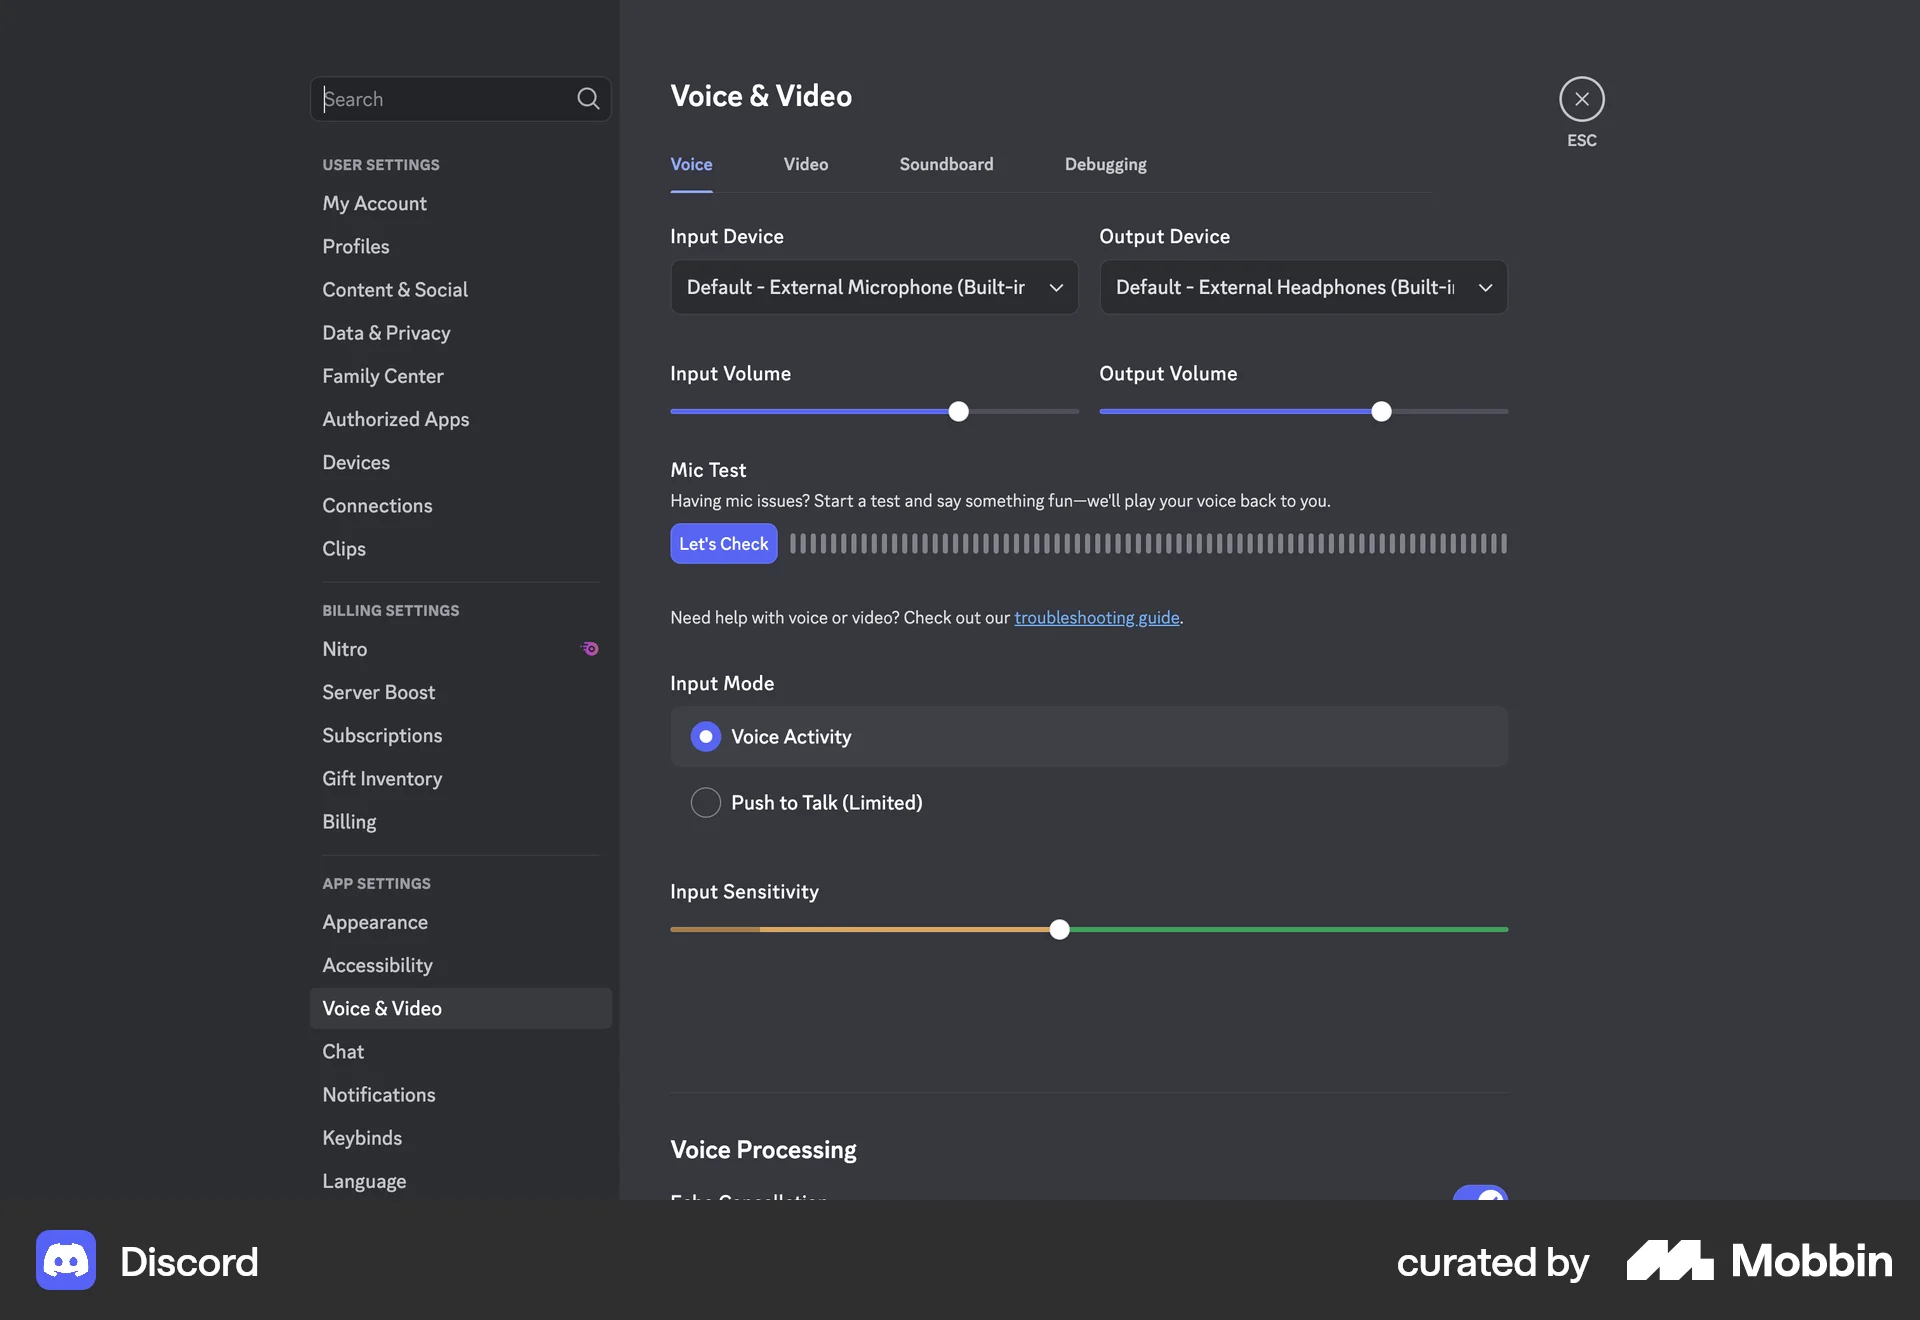 Search
USER SETTINGS
My Account
Profiles
Content & Social
Data & Privacy
Family Center
Authorized Apps
Devices
Connections
Clips
BILLING SETTINGS
Nitro
Server Boost
Subscriptions
Gift Inventory
Billing
APP SETTINGS
Appearance
Accessibility
Voice & Video
Chat
Notifications
Keybinds
Language
Voice & Video
ESC
Voice Video Soundboard Debugging
Input Device
Default - External Microphone (Built-in
Output Device
Default - External Headphones (Built-in
Input Volume
Output Volume
Mic Test
Having mic issues? Start a test and say something fun—we'll play your voice back to you.
Let's Check
Need help with voice or video? Check out our troubleshooting guide.
Input Mode
Voice Activity
Push to Talk (Limited)
Input Sensitivity
Voice Processing
Echo Cancellation
Discord
curated by Mobbin